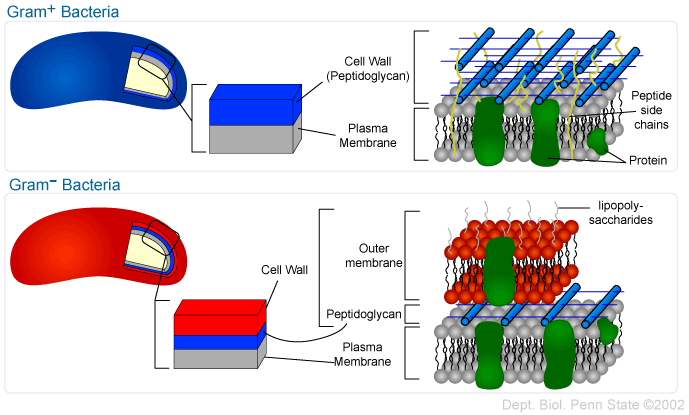 Gram+ Bacteria
Cell Wall
(Peptidoglycan)
Plasma
Membrane
Peptide
side
chains
Protein
Gram− Bacteria
lipopoly-
saccharides
Outer
membrane
Cell Wall
Peptidoglycan
Plasma
Membrane
Dept. Biol. Penn State ©2002